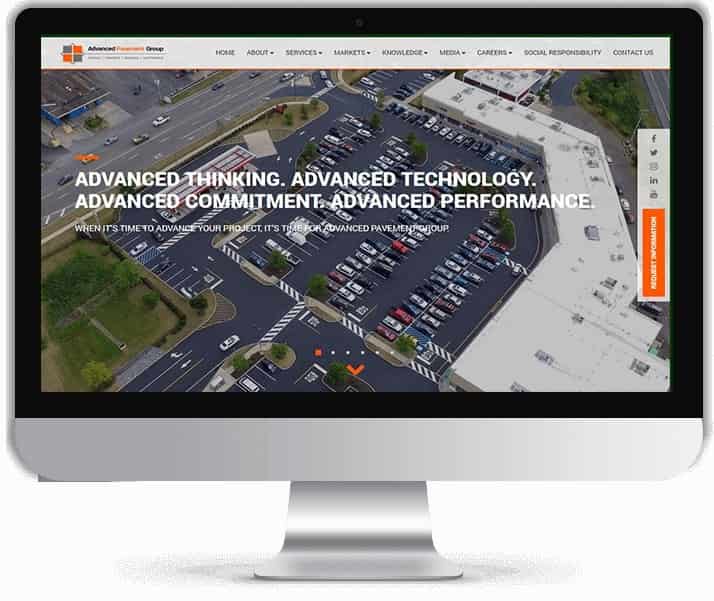 Advanced Pavement Group
HOME ABOUT SERVICES MARKETS KNOWLEDGE MEDIA CAREERS SOCIAL RESPONSIBILITY CONTACT US
ADVANCED THINKING. ADVANCED TECHNOLOGY.
ADVANCED COMMITMENT. ADVANCED PERFORMANCE.
WHEN IT'S TIME TO ADVANCE YOUR PROJECT, IT'S TIME FOR ADVANCED PAVEMENT GROUP.
REQUEST INFORMATION